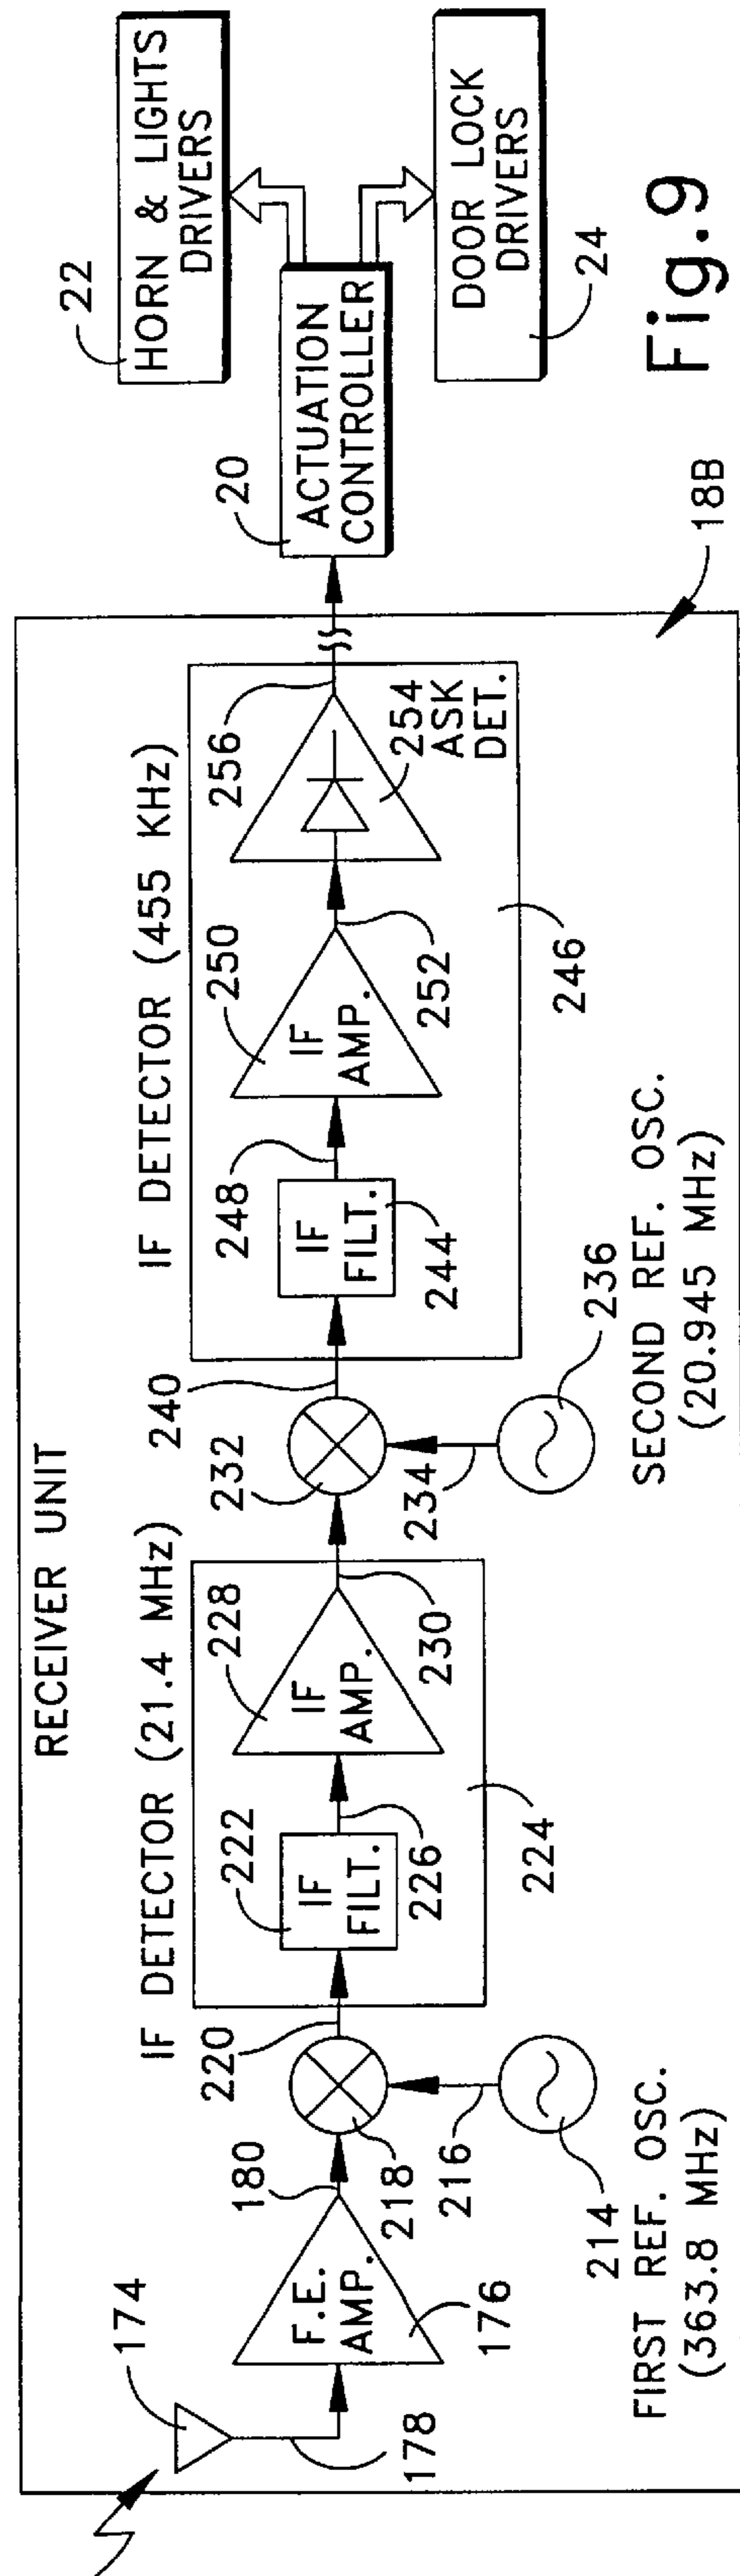 RECEIVER UNIT
174
178
F.E.
AMP.
176
180
218
220
216
214
FIRST REF. OSC.
(363.8 MHz)
IF DETECTOR (21.4 MHz)
222
IF
FILT.
226
228
IF
AMP.
230
224
232
240
234
236
SECOND REF. OSC.
(20.945 MHz)
IF DETECTOR (455 KHz)
248
IF
FILT.
244
250
IF
AMP.
252
256
254
ASK
DET.
246
18B
20
ACTUATION
CONTROLLER
22
HORN & LIGHTS
DRIVERS
DOOR LOCK
DRIVERS
24
Fig.9